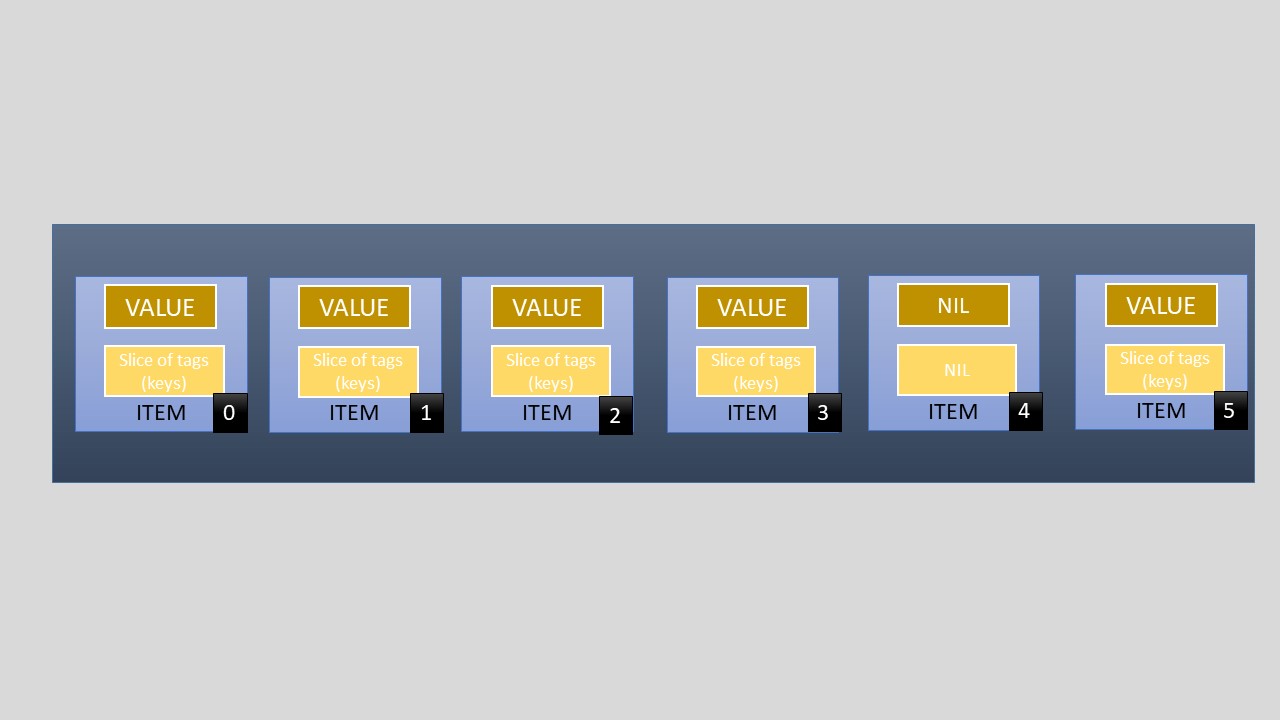 VALUE
Slice of tags
(keys)
ITEM
0
VALUE
Slice of tags
(keys)
ITEM
1
VALUE
Slice of tags
(keys)
ITEM
2
VALUE
Slice of tags
(keys)
ITEM
3
NIL
NIL
ITEM
4
VALUE
Slice of tags
(keys)
ITEM
5